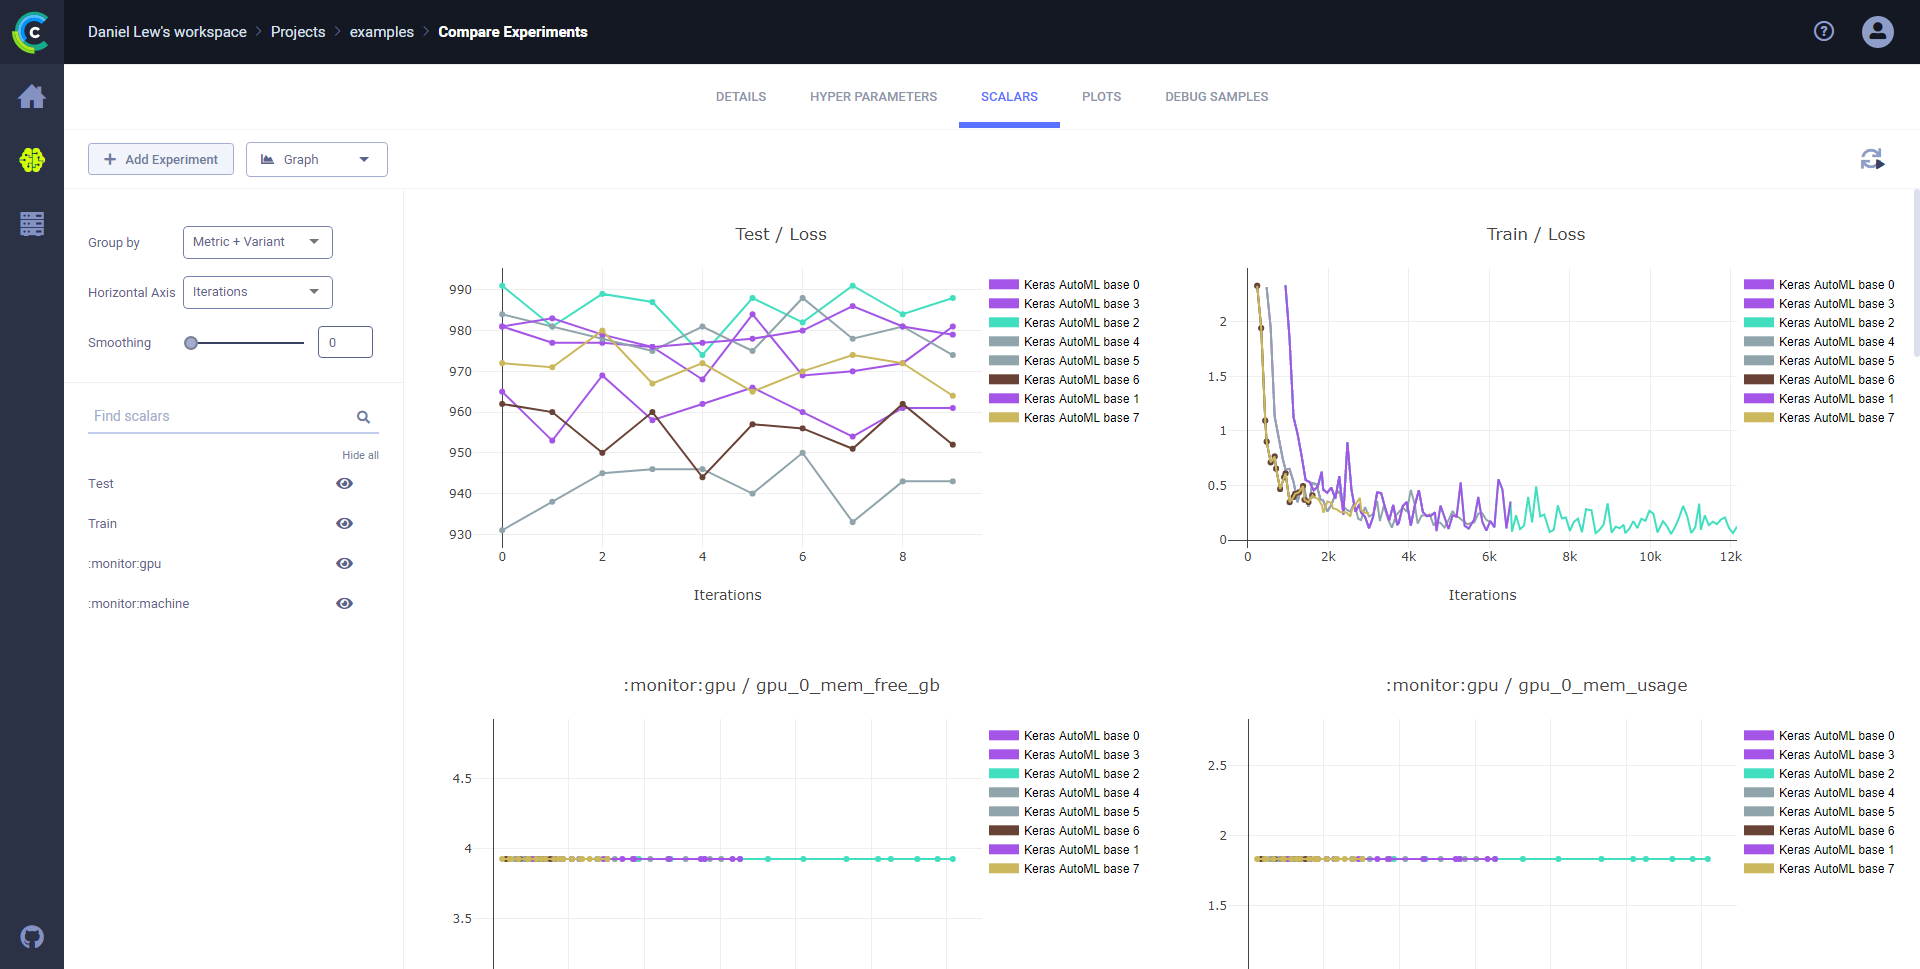 Daniel Lew's workspace > Projects > examples > Compare Experiments
DETAILS HYPER PARAMETERS SCALARS PLOTS DEBUG SAMPLES
+ Add Experiment Graph
Group by Metric + Variant
Horizontal Axis Iterations
Smoothing 0
Find scalars
Hide all
Test
Train
:monitor:gpu
:monitor:machine
Test / Loss
990
980
970
960
950
940
930
0 2 4 6 8
Iterations
Keras AutoML base 0
Keras AutoML base 3
Keras AutoML base 2
Keras AutoML base 4
Keras AutoML base 5
Keras AutoML base 6
Keras AutoML base 1
Keras AutoML base 7
Train / Loss
2
1.5
1
0.5
0
0 2k 4k 6k 8k 10k 12k
Iterations
Keras AutoML base 0
Keras AutoML base 3
Keras AutoML base 2
Keras AutoML base 4
Keras AutoML base 5
Keras AutoML base 6
Keras AutoML base 1
Keras AutoML base 7
:monitor:gpu / gpu_0_mem_free_gb
4.5
4
3.5
Keras AutoML base 0
Keras AutoML base 3
Keras AutoML base 2
Keras AutoML base 4
Keras AutoML base 5
Keras AutoML base 6
Keras AutoML base 1
Keras AutoML base 7
:monitor:gpu / gpu_0_mem_usage
2.5
2
1.5
Keras AutoML base 0
Keras AutoML base 3
Keras AutoML base 2
Keras AutoML base 4
Keras AutoML base 5
Keras AutoML base 6
Keras AutoML base 1
Keras AutoML base 7